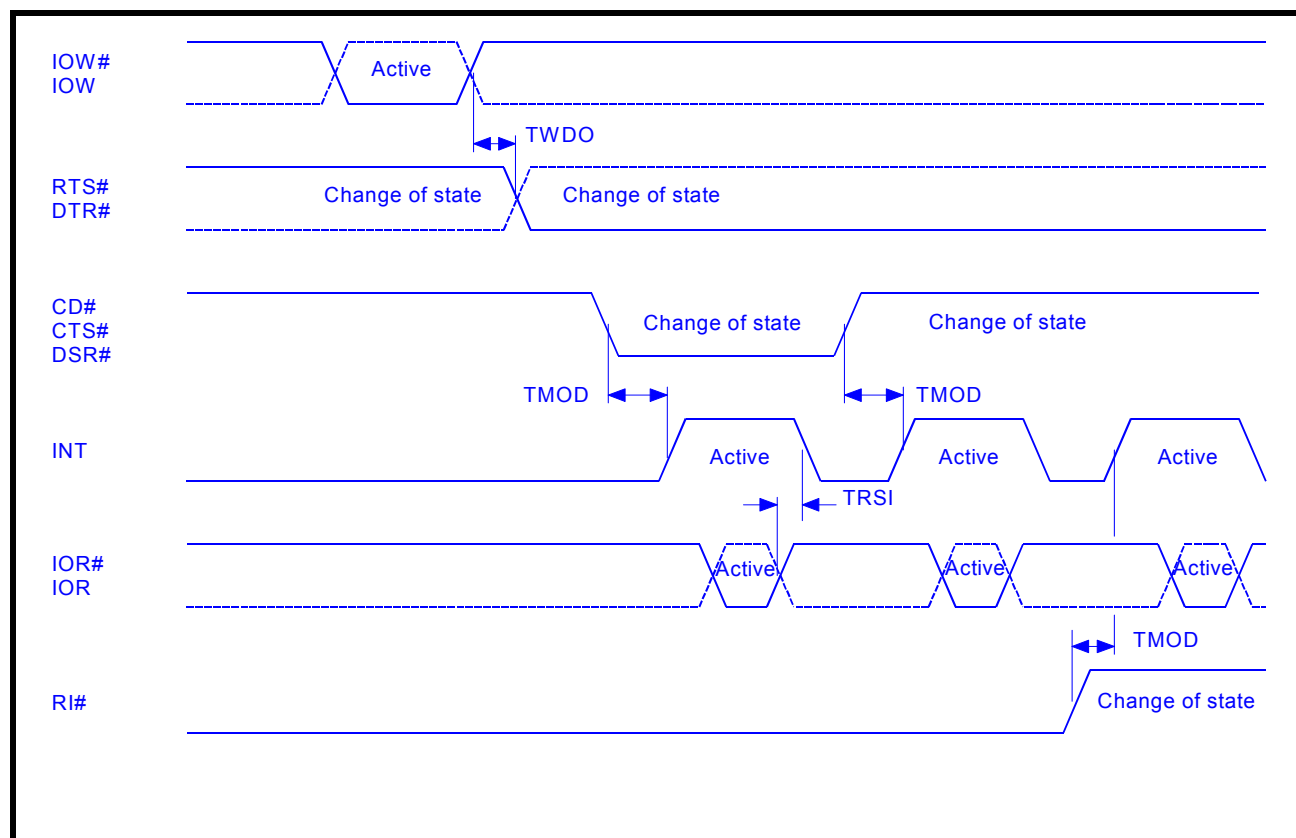 IOW#
IOW
Active
TWDO
RTS#
DTR#
Change of state
Change of state
CD#
CTS#
DSR#
Change of state
Change of state
TMOD
TMOD
INT
Active
Active
Active
TRSI
IOR#
IOR
Active
Active
Active
TMOD
RI#
Change of state